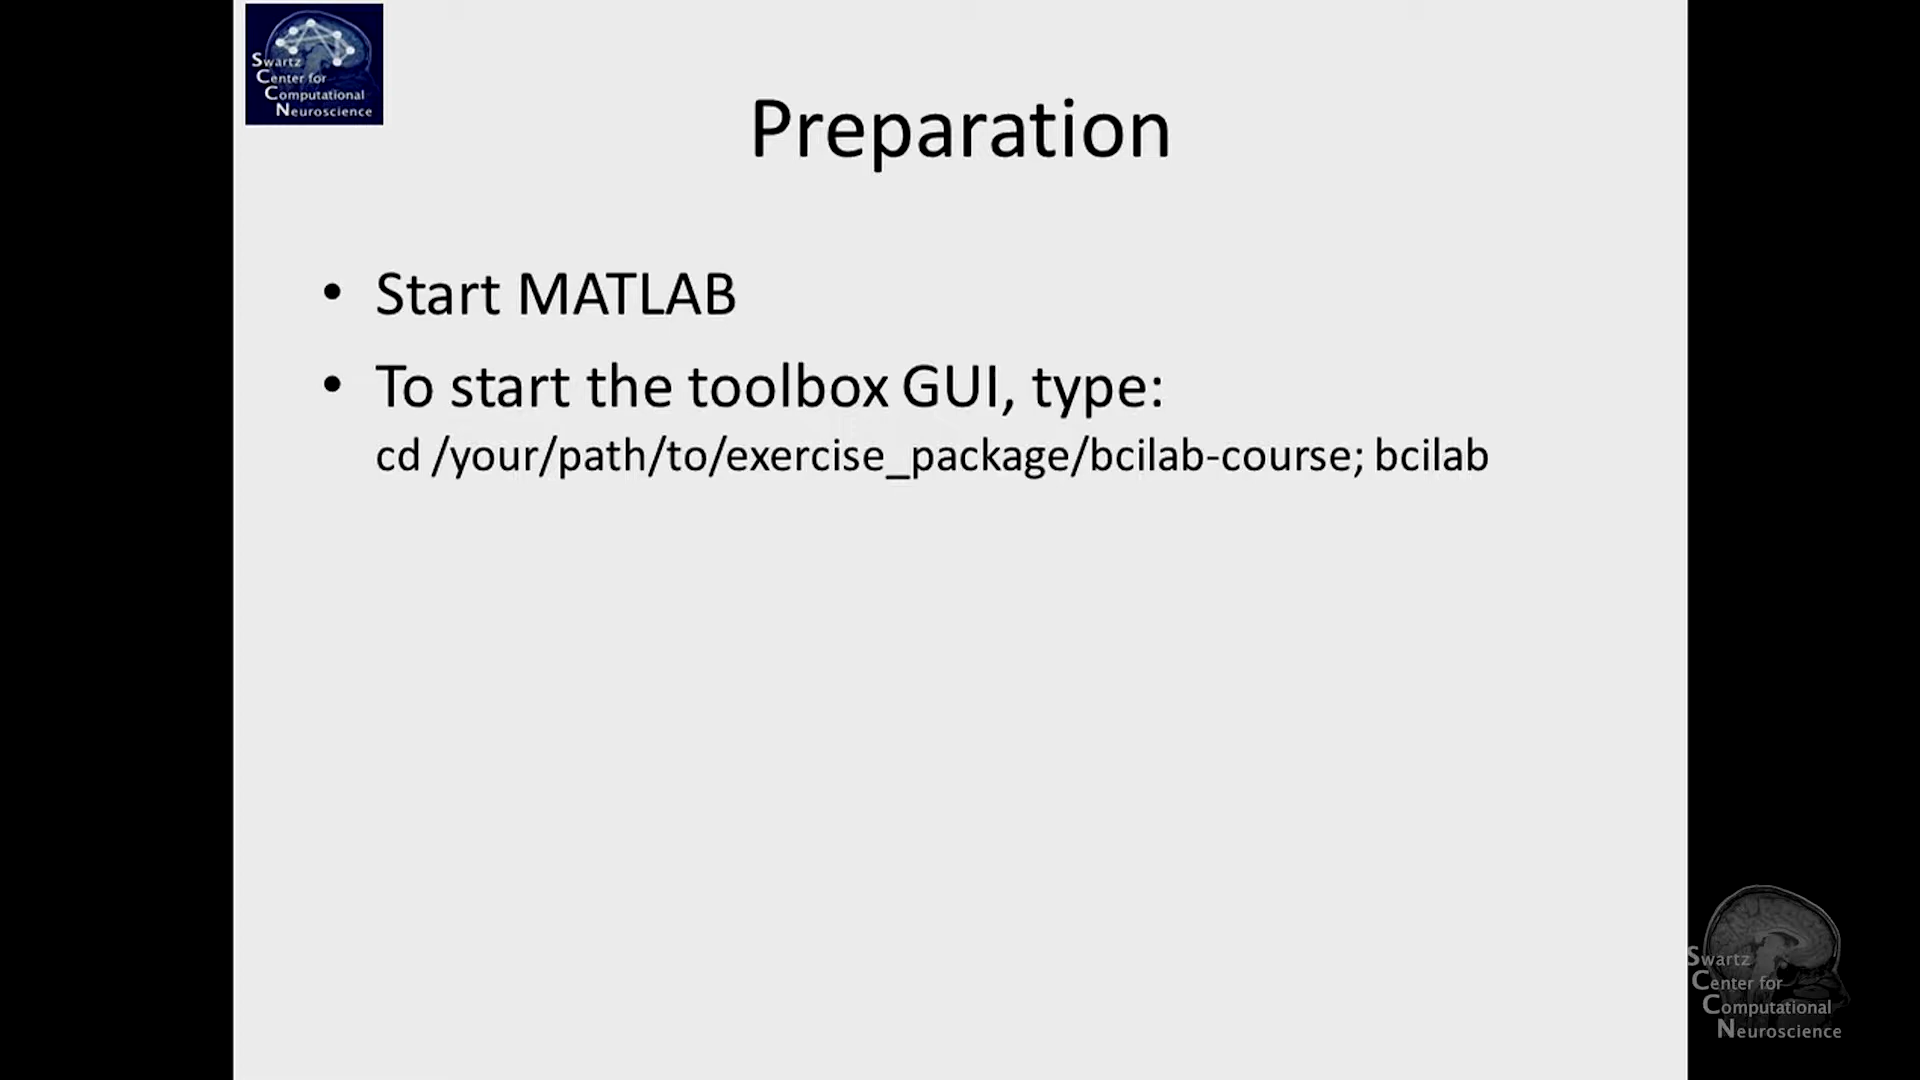 Swartz
Center for
Computational
Neuroscience
Preparation
• Start MATLAB
• To start the toolbox GUI, type:
cd /your/path/to/exercise_package/bcilab-course; bcilab
Swartz
Center for
Computational
Neuroscience